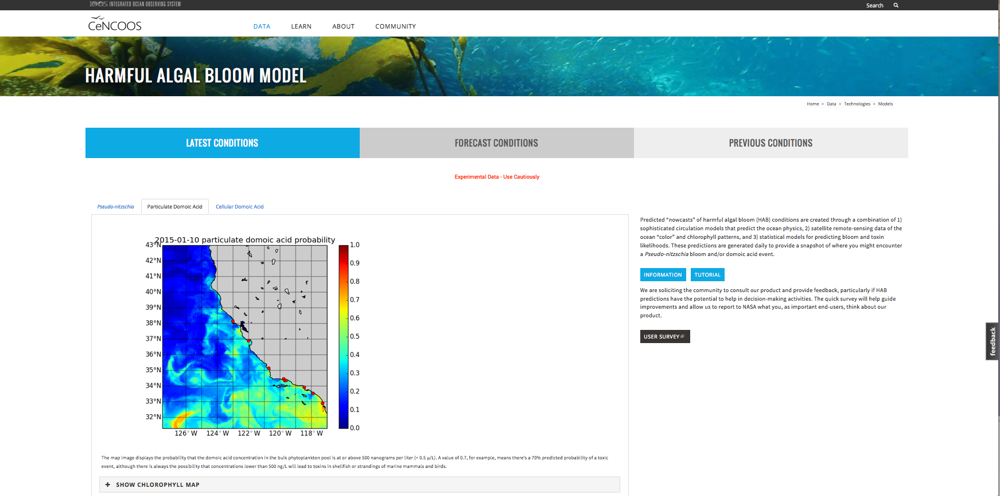 IOOS INTEGRATED OCEAN OBSERVING SYSTEM
Search
CeNCOOS
DATA LEARN ABOUT COMMUNITY
HARMFUL ALGAL BLOOM MODEL
Home > Data > Technologies > Models
LATEST CONDITIONS FORECAST CONDITIONS PREVIOUS CONDITIONS
Experimental Data - Use Cautiously
Pseudo-nitzschia Particulate Domoic Acid Cellular Domoic Acid
2015-01-10 particulate domoic acid probability
43°N
42°N
41°N
40°N
39°N
38°N
37°N
36°N
35°N
34°N
33°N
32°N
126°W 124°W 122°W 120°W 118°W
1.0
0.9
0.8
0.7
0.6
0.5
0.4
0.3
0.2
0.1
0.0
The map image displays the probability that the domoic acid concentration in the bulk phytoplankton pool is at or above 500 nanograms per liter (= 0.5 μ/L). A value of 0.7, for example, means there's a 70% predicted probability of a toxic
event, although there is always the possibility that concentrations lower than 500 ng/L will lead to toxins in shellfish or strandings of marine mammals and birds.
+ SHOW CHLOROPHYLL MAP
Predicted “nowcasts” of harmful algal bloom (HAB) conditions are created through a combination of 1)
sophisticated circulation models that predict the ocean physics, 2) satellite remote-sensing data of the
ocean “color” and chlorophyll patterns, and 3) statistical models for predicting bloom and toxin
likelihoods. These predictions are generated daily to provide a snapshot of where you might encounter
a Pseudo-nitzschia bloom and/or domoic acid event.
INFORMATION TUTORIAL
We are soliciting the community to consult our product and provide feedback, particularly if HAB
predictions have the potential to help in decision-making activities. The quick survey will help guide
improvements and allow us to report to NASA what you, as important end-users, think about our
product.
USER SURVEY
feedback